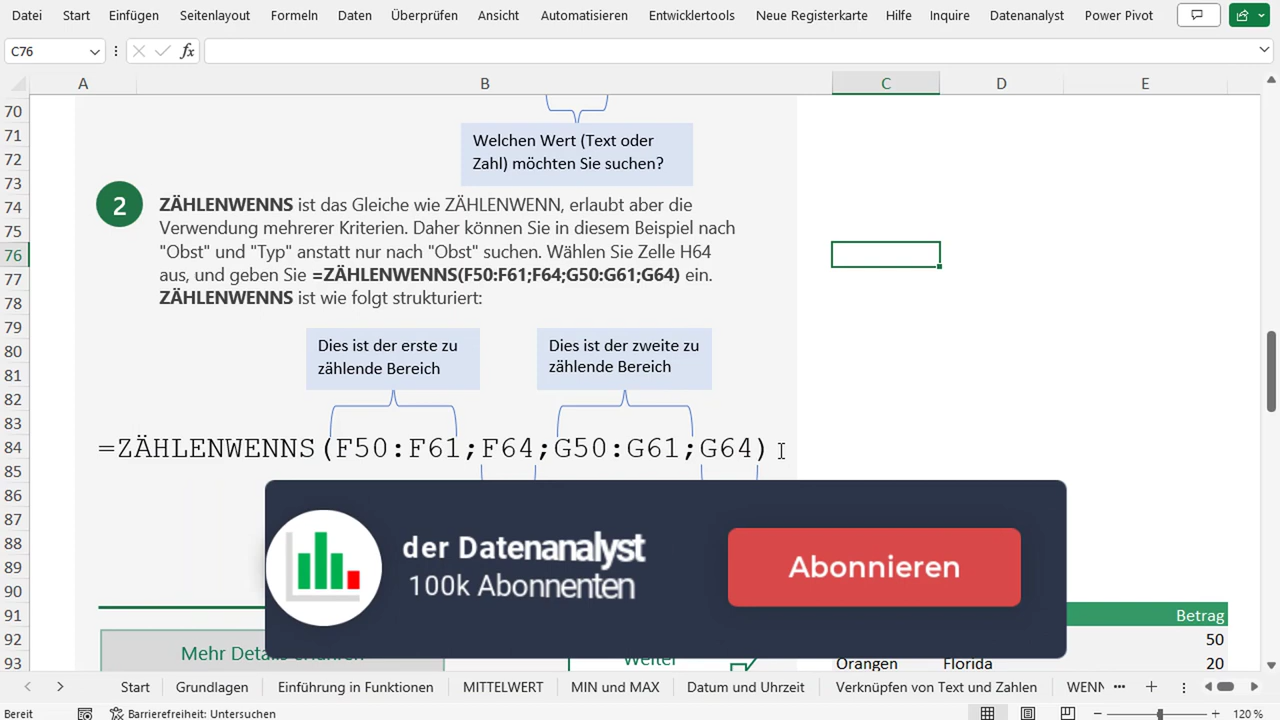 Datei Start Einfügen Seitenlayout Formeln Daten Überprüfen Ansicht Automatisieren Entwicklertools Neue Registerkarte Hilfe Inquire Datenanalyst Power Pivot
C76 fx
A B C D E
70
71
72
73
74
75
76
77
78
79
80
81
82
83
84
85
86
87
88
89
90
91
92
93
Welchen Wert (Text oder
Zahl) möchten Sie suchen?
2
ZÄHLENWENNS ist das Gleiche wie ZÄHLENWENN, erlaubt aber die
Verwendung mehrerer Kriterien. Daher können Sie in diesem Beispiel nach
"Obst" und "Typ" anstatt nur nach "Obst" suchen. Wählen Sie Zelle H64
aus, und geben Sie =ZÄHLENWENNS(F50:F61;F64;G50:G61;G64) ein.
ZÄHLENWENNS ist wie folgt strukturiert:
Dies ist der erste zu
zählende Bereich
Dies ist der zweite zu
zählende Bereich
=ZÄHLENWENNS(F50:F61;F64;G50:G61;G64)
der Datenanalyst
100k Abonnenten
Abonnieren
Betrag
50
Mehr Details erfahren
Weiter
Orangen Florida 20
Start Grundlagen Einführung in Funktionen MITTELWERT MIN und MAX Datum und Uhrzeit Verknüpfen von Text und Zahlen WENN ...
Bereit Barrierefreiheit: Untersuchen 120 %